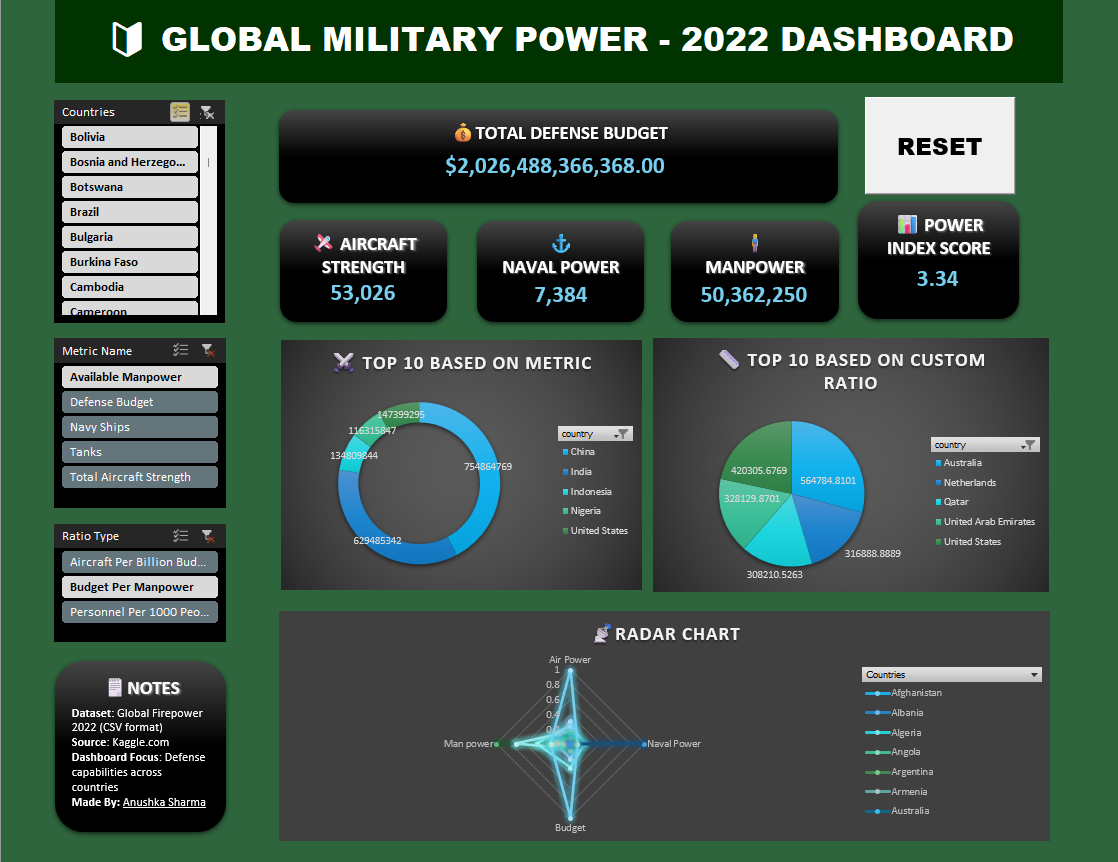 GLOBAL MILITARY POWER - 2022 DASHBOARD
Countries
Bolivia
Bosnia and Herzego...
Botswana
Brazil
Bulgaria
Burkina Faso
Cambodia
Cameroon
TOTAL DEFENSE BUDGET
$2,026,488,366,368.00
RESET
AIRCRAFT
STRENGTH
53,026
NAVAL POWER
7,384
MANPOWER
50,362,250
POWER
INDEX SCORE
3.34
Metric Name
Available Manpower
Defense Budget
Navy Ships
Tanks
Total Aircraft Strength
TOP 10 BASED ON METRIC
147399295
116315847
134809844
754864769
629485342
country
China
India
Indonesia
Nigeria
United States
TOP 10 BASED ON CUSTOM
RATIO
420305.6769
564784.8101
328129.8701
316888.8889
308210.5263
country
Australia
Netherlands
Qatar
United Arab Emirates
United States
Ratio Type
Aircraft Per Billion Bud...
Budget Per Manpower
Personnel Per 1000 Peo...
NOTES
Dataset: Global Firepower
2022 (CSV format)
Source: Kaggle.com
Dashboard Focus: Defense
capabilities across
countries
Made By: Anushka Sharma
RADAR CHART
Air Power
1
0.8
0.6
0.4
Man power
Naval Power
Budget
Countries
Afghanistan
Albania
Algeria
Angola
Argentina
Armenia
Australia